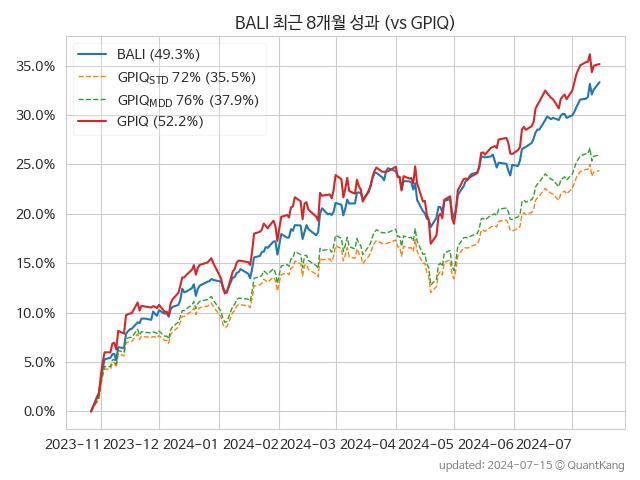 BALI 최근 8개월 성과 (vs GPIQ)
BALI (49.3%)
GPIQSTD 72% (35.5%)
GPIQMDD 76% (37.9%)
GPIQ (52.2%)
35.0%
30.0%
25.0%
20.0%
15.0%
10.0%
5.0%
0.0%
2023-11 2023-12 2024-01 2024-02 2024-03 2024-04 2024-05 2024-06 2024-07
updated: 2024-07-15 © QuantKang